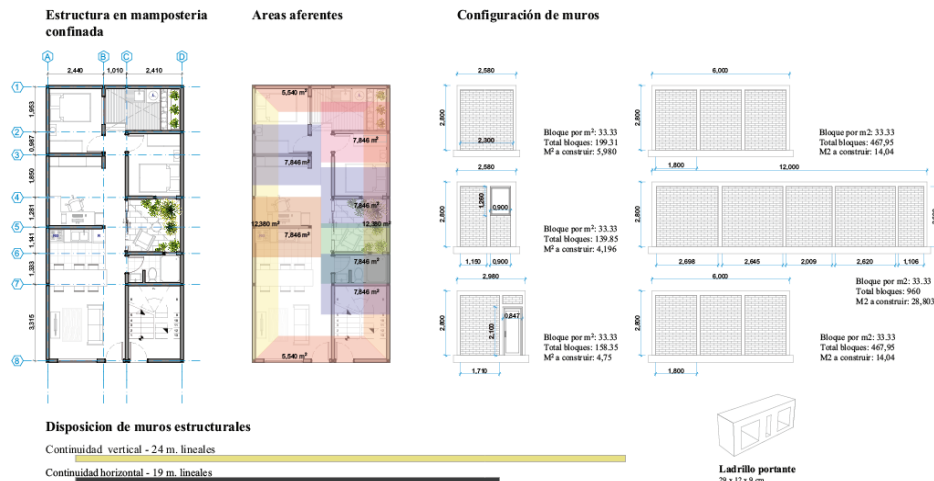 Estructura en mamposteria
confinada
Areas aferentes
Configuración de muros
A
B
C
D
2,440
1,010
2,410
1
2
3
4
5
6
7
8
1,953
0,987
1,850
1,281
1,141
1,233
3,315
5,540 m²
7,846 m²
7,846 m²
7,846 m²
12,380 m²
12,380 m²
7,846 m²
7,846 m²
7,846 m²
5,540 m²
2,580
2,800
2,300
Bloque por m²: 33.33
Total bloques: 199.31
M² a construir: 5,980
2,580
2,800
1,260
0,900
1,150
0,900
Bloque por m²: 33.33
Total bloques: 139.85
M² a construir: 4,196
2,980
2,800
2,100
0,847
1,710
Bloque por m²: 33.33
Total bloques: 158.35
M² a construir: 4,75
6,000
2,800
1,800
Bloque por m2: 33.33
Total bloques: 467,95
M2 a construir: 14,04
12,000
2,800
2,698
2,645
2,009
2,620
1,106
Bloque por m2: 33.33
Total bloques: 960
M2 a construir: 28,803
6,000
2,800
1,800
Bloque por m2: 33.33
Total bloques: 467,95
M2 a construir: 14,04
Disposicion de muros estructurales
Continuidad vertical - 24 m. lineales
Continuidad horizontal - 19 m. lineales
Ladrillo portante
29 x 12 x 9 cm